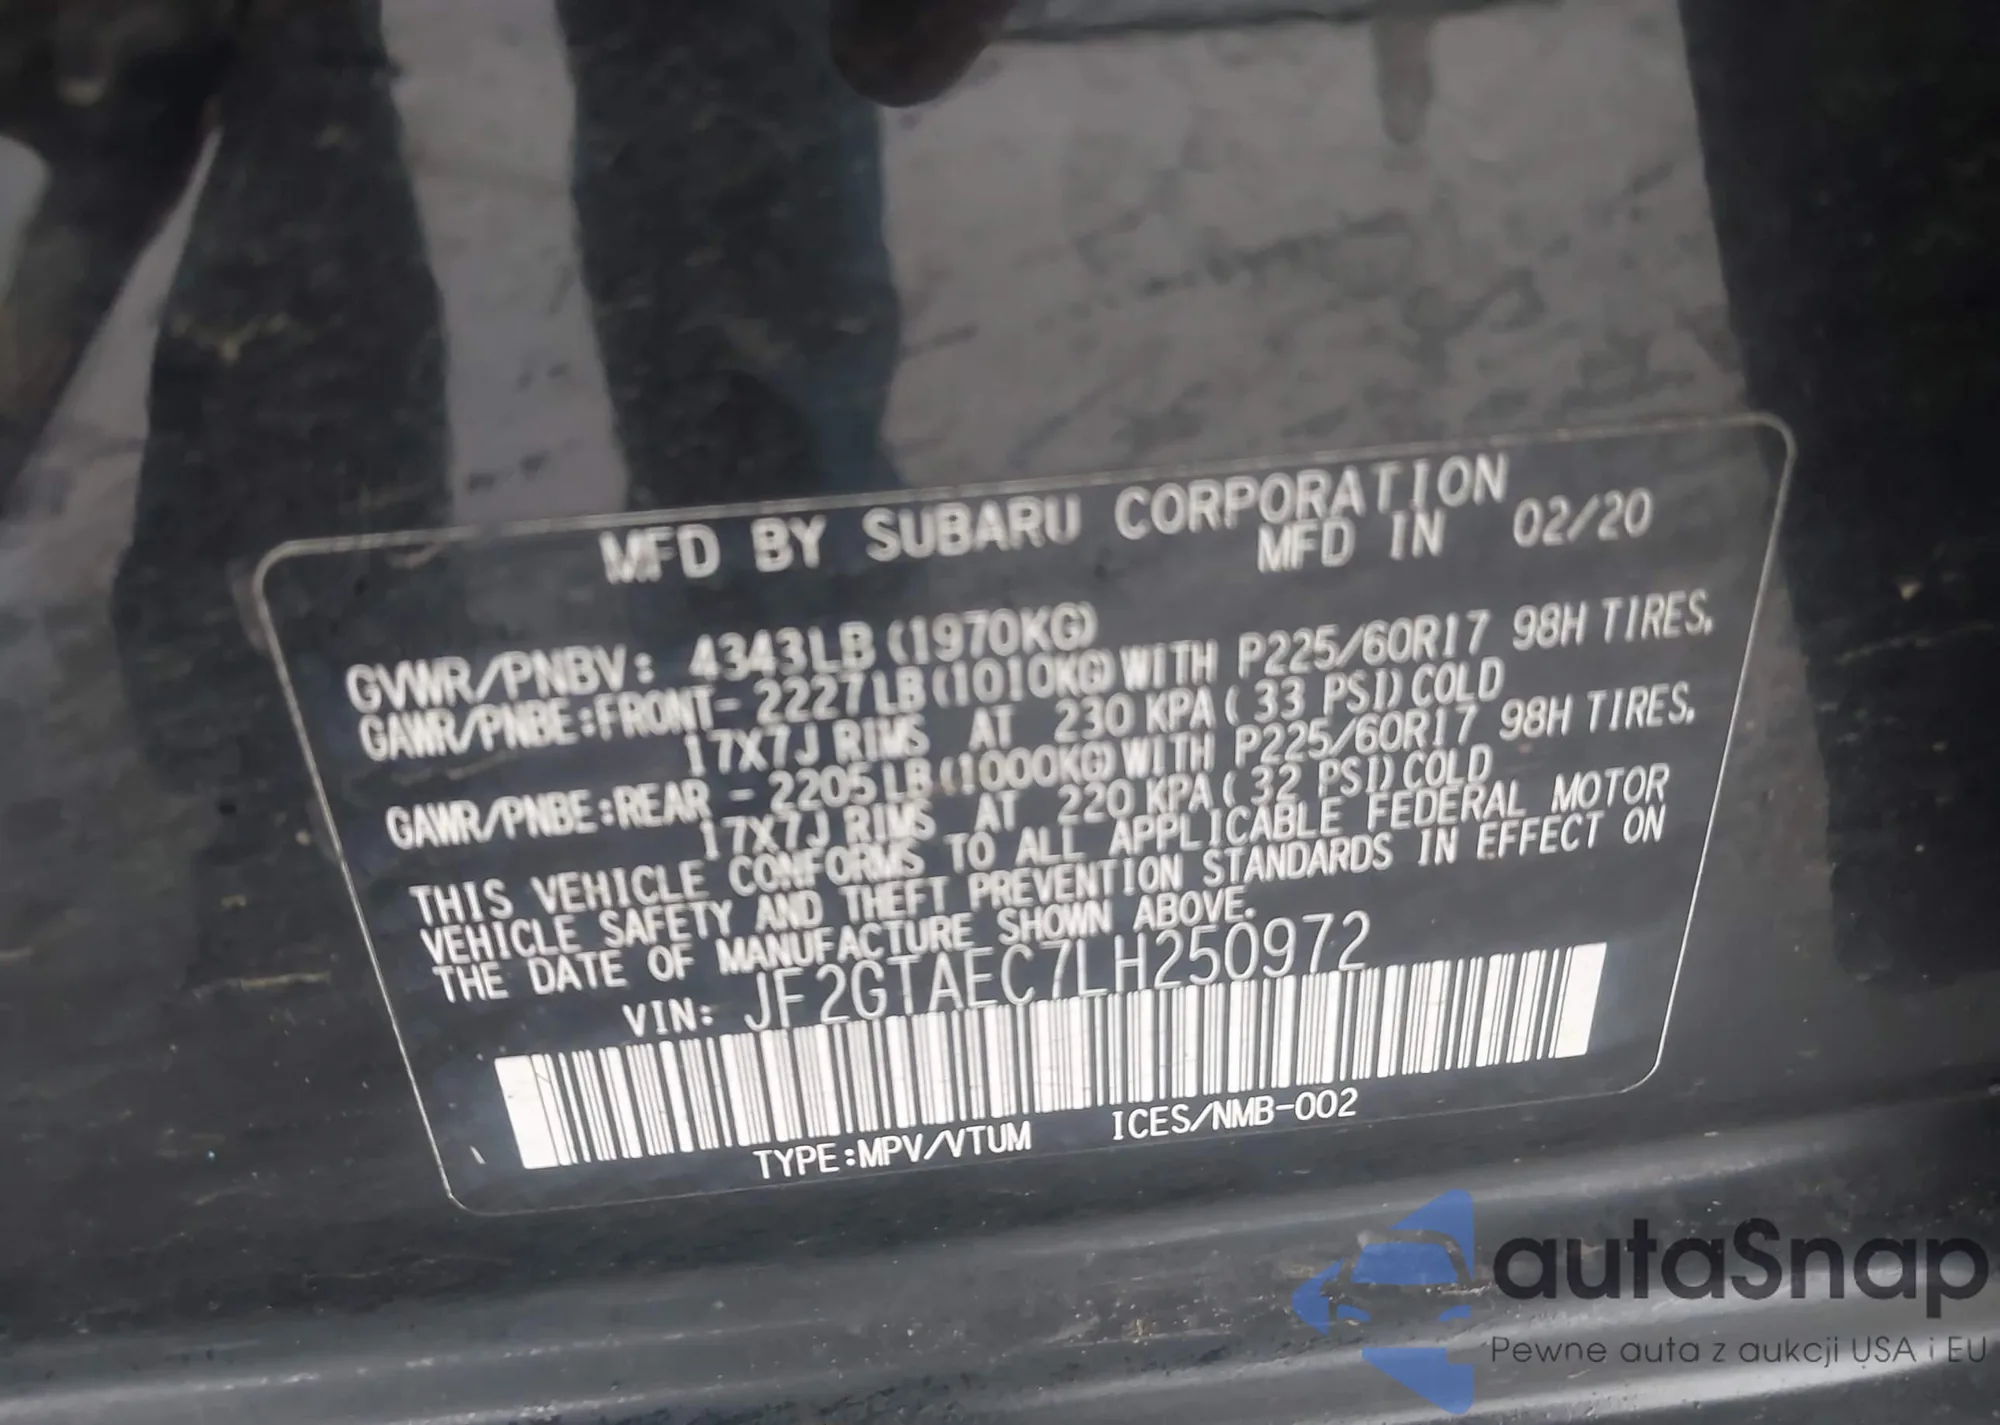 MFD BY SUBARU CORPORATION
MFD IN 02/20
GVWR/PNBV: 4343LB (1970KG)
GAWR/PNBE:FRONT- 2227LB(1010KG)WITH P225/60R17 98H TIRES,
17X7J RIMS AT 230 KPA( 33 PSI)COLD
GAWR/PNBE:REAR - 2205LB(1000KG)WITH P225/60R17 98H TIRES,
17X7J RIMS AT 220 KPA( 32 PSI)COLD
THIS VEHICLE CONFORMS TO ALL APPLICABLE FEDERAL MOTOR
VEHICLE SAFETY AND THEFT PREVENTION STANDARDS IN EFFECT ON
THE DATE OF MANUFACTURE SHOWN ABOVE.
VIN: JF2GTAEC7LH250972
TYPE:MPV/VTUM ICES/NMB-002
autaSnap
Pewne auta z aukcji USA i EU